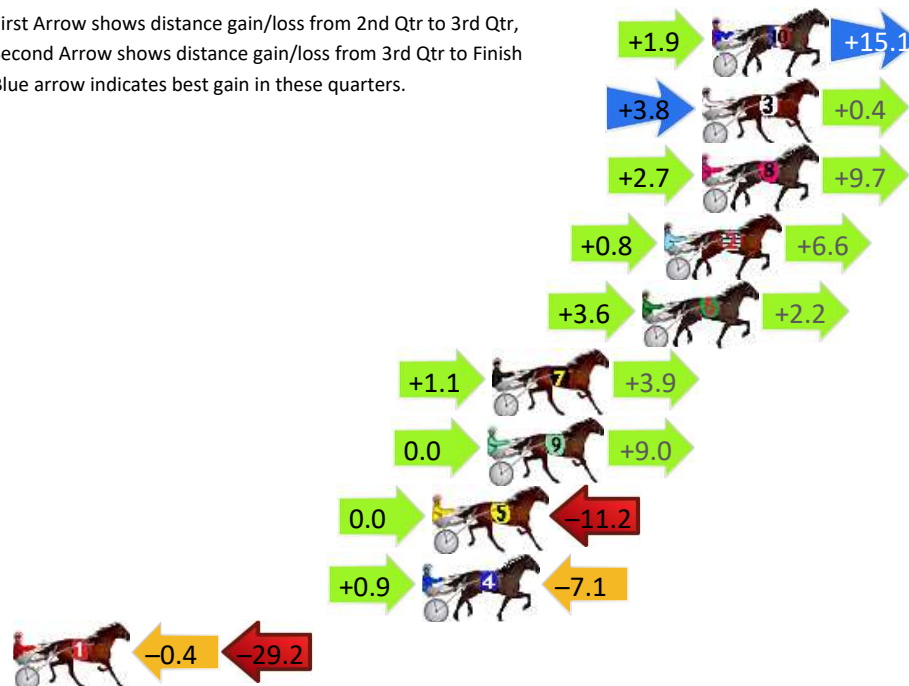 irst Arrow shows distance gain/loss from 2nd Qtr to 3rd Qtr,
econd Arrow shows distance gain/loss from 3rd Qtr to Finish
lue arrow indicates best gain in these quarters.
+1.9 10 +15.1
+3.8 3 +0.4
+2.7 8 +9.7
+0.8 2 +6.6
+3.6 6 +2.2
+1.1 7 +3.9
0.0 9 +9.0
0.0 5 –11.2
+0.9 4 –7.1
1 –0.4 –29.2